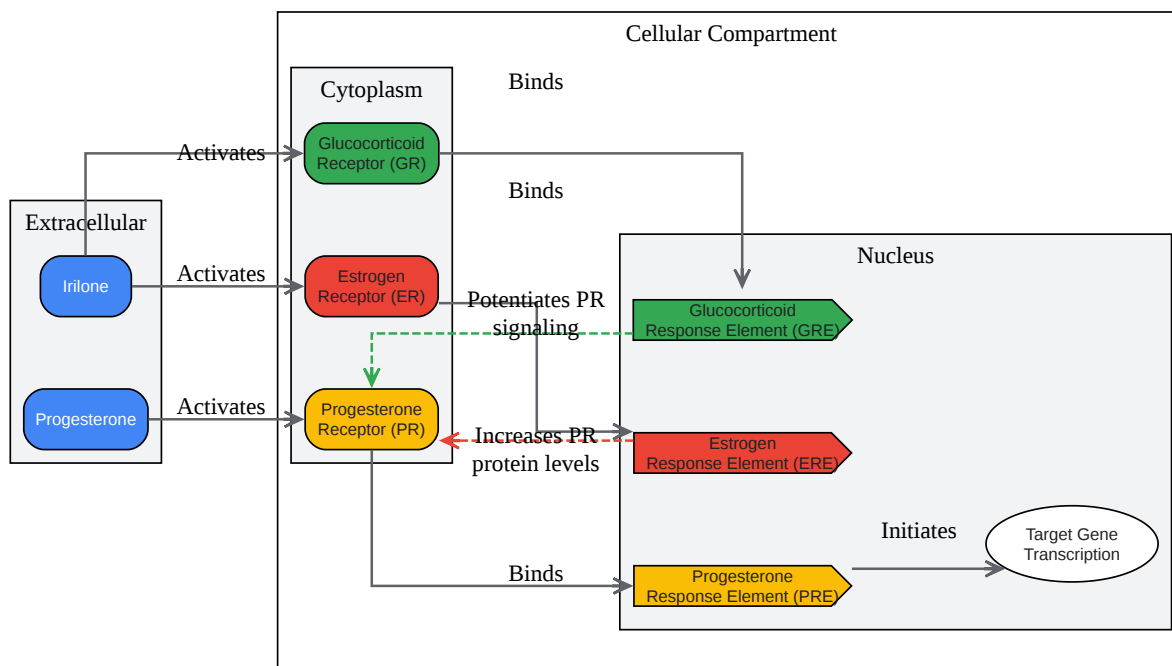 Cellular Compartment
Cytoplasm
Binds
Glucocorticoid
Receptor (GR)
Activates
Binds
Extracellular
Nucleus
Irilone
Activates
Estrogen
Receptor (ER)
Potentiates PR
signaling
Glucocorticoid
Response Element (GRE)
Progesterone
Activates
Progesterone
Receptor (PR)
Increases PR
protein levels
Estrogen
Response Element (ERE)
Initiates
Target Gene
Transcription
Binds
Progesterone
Response Element (PRE)